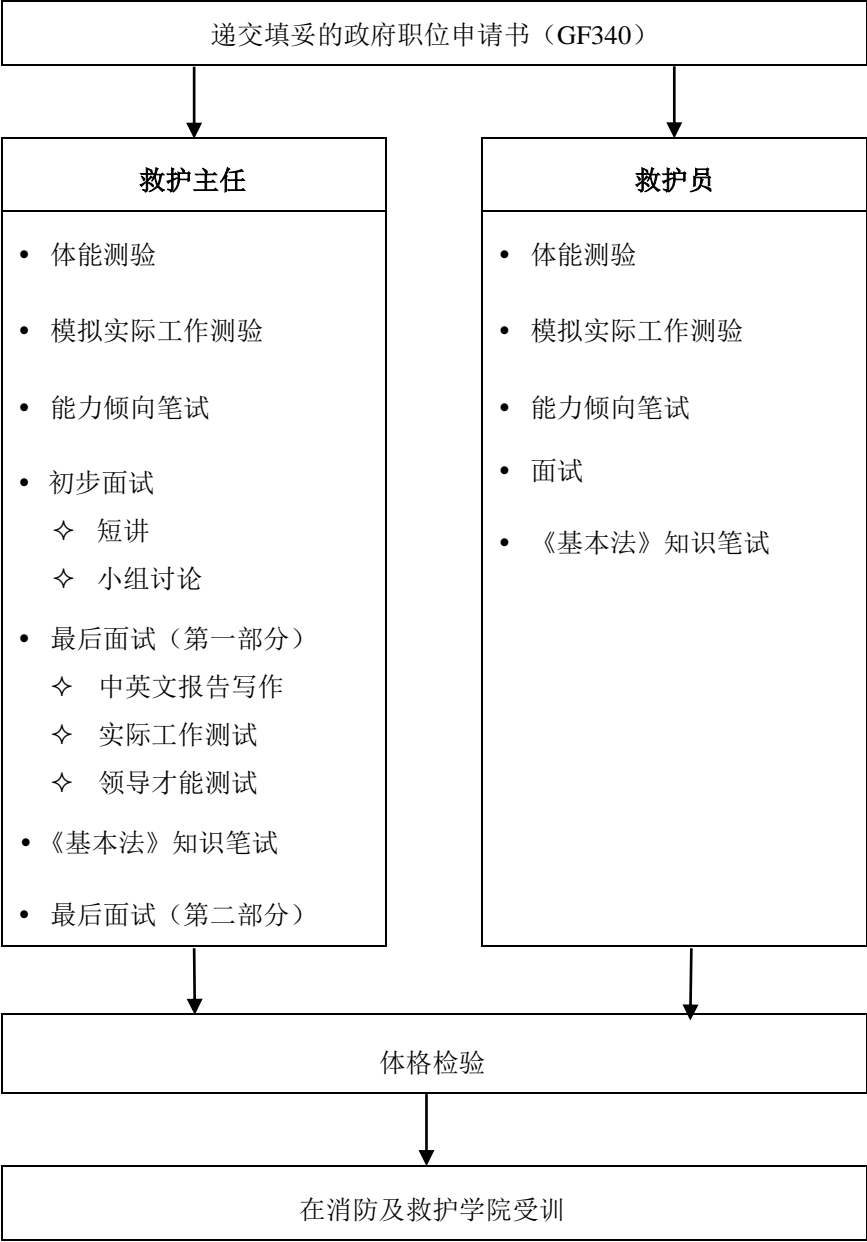 递交填妥的政府职位申请书（GF340）
救护主任
• 体能测验
• 模拟实际工作测验
• 能力倾向笔试
• 初步面试
✧ 短讲
✧ 小组讨论
• 最后面试（第一部分）
✧ 中英文报告写作
✧ 实际工作测试
✧ 领导才能测试
• 《基本法》知识笔试
• 最后面试（第二部分）
救护员
• 体能测验
• 模拟实际工作测验
• 能力倾向笔试
• 面试
• 《基本法》知识笔试
体格检验
在消防及救护学院受训